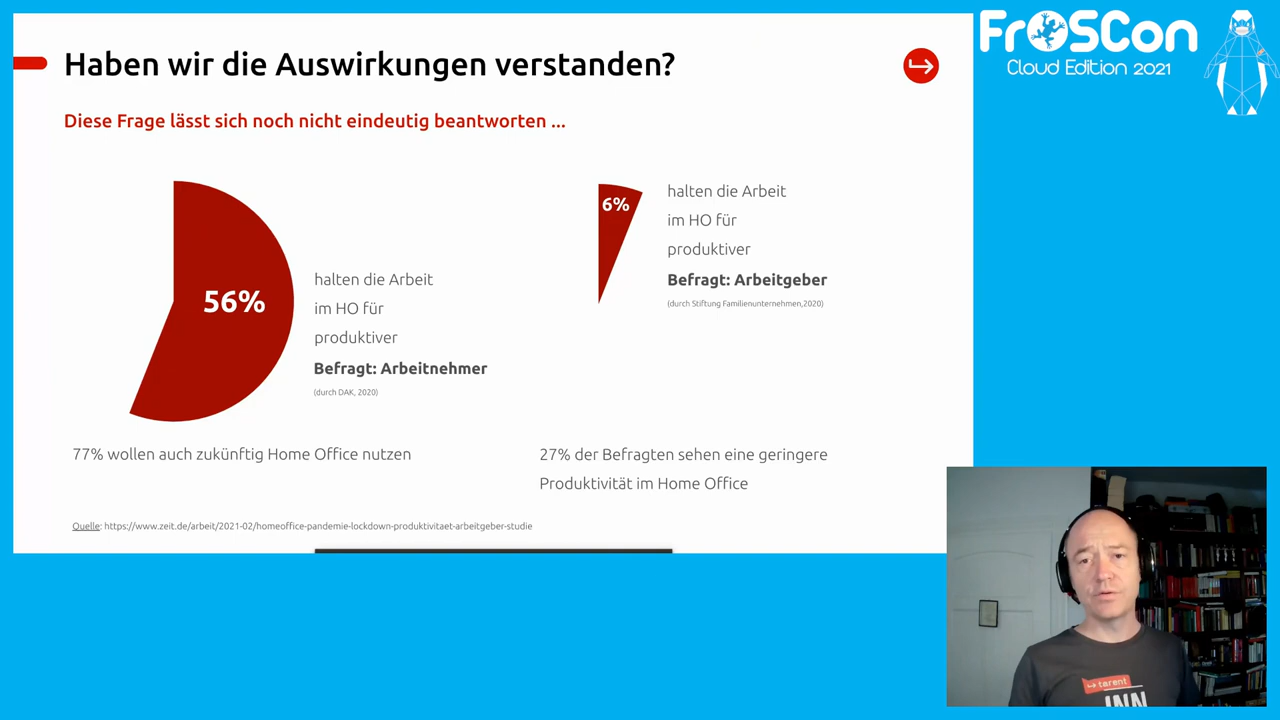 Haben wir die Auswirkungen verstanden?
Diese Frage lässt sich noch nicht eindeutig beantworten ...
56%
halten die Arbeit
im HO für
produktiver
Befragt: Arbeitnehmer
(durch DAK, 2020)
77% wollen auch zukünftig Home Office nutzen
6%
halten die Arbeit
im HO für
produktiver
Befragt: Arbeitgeber
(durch Stiftung Familienunternehmen,2020)
27% der Befragten sehen eine geringere
Produktivität im Home Office
Quelle: https://www.zeit.de/arbeit/2021-02/homeoffice-pandemie-lockdown-produktivitaet-arbeitgeber-studie
FrOSCon
Cloud Edition 2021
tarent
INN